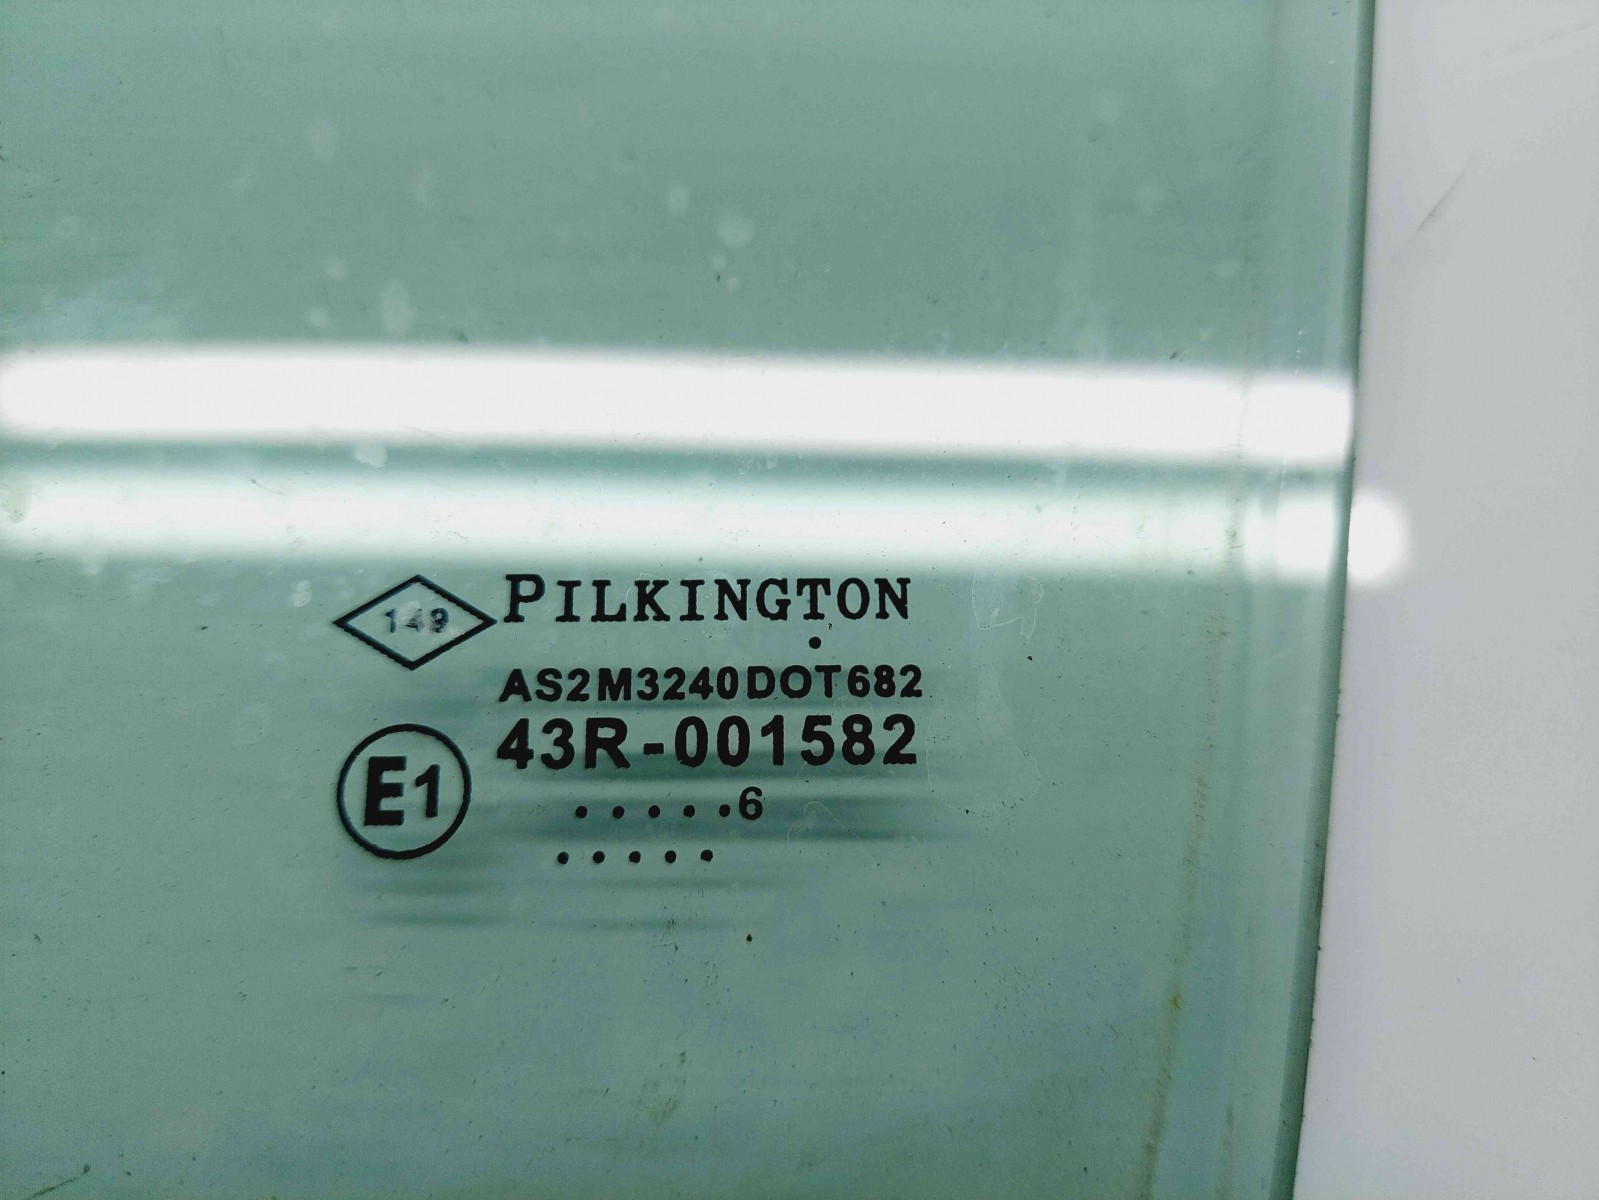 149
PILKINGTON
AS2M3240DOT682
43R-001582
E1
.....6
.....